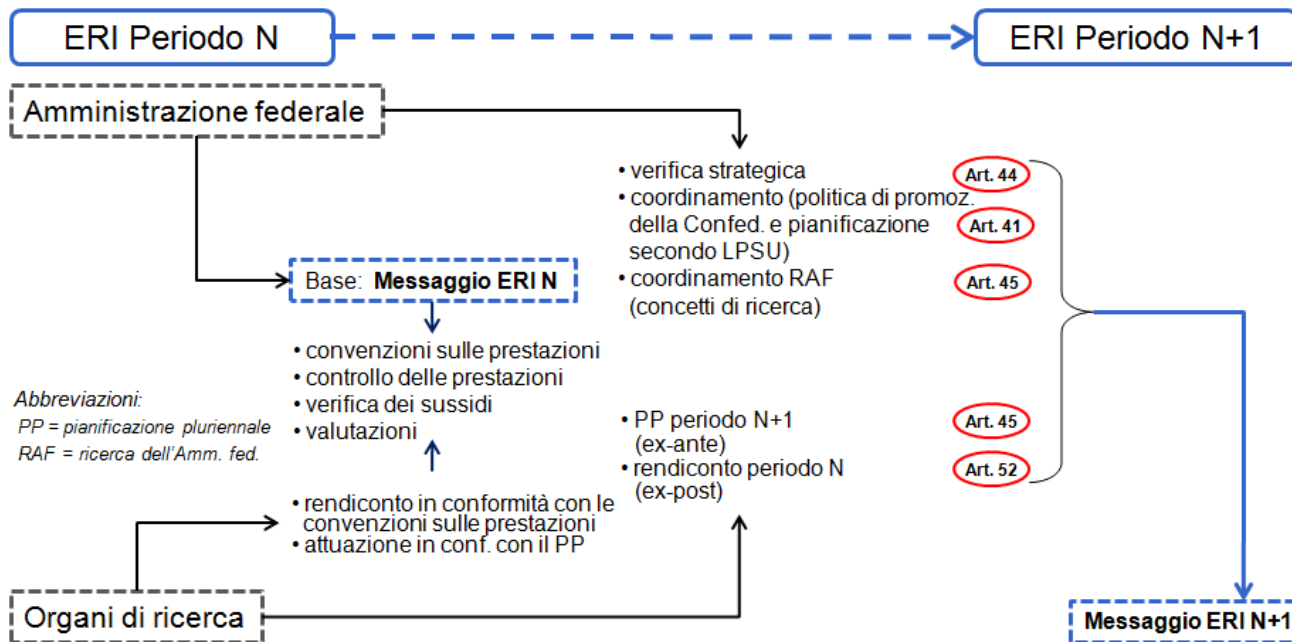 ERI Periodo N
ERI Periodo N+1
Amministrazione federale
• verifica strategica
Art. 44
• coordinamento (politica di promoz.
della Confed. e pianificazione
Art. 41
secondo LPSU)
• coordinamento RAF
Art. 45
(concetti di ricerca)
Base: Messaggio ERI N
• convenzioni sulle prestazioni
• controllo delle prestazioni
• verifica dei sussidi
• valutazioni
Abbreviazioni:
PP = pianificazione pluriennale
RAF = ricerca dell'Amm. fed.
• PP periodo N+1
Art. 45
(ex-ante)
• rendiconto periodo N
Art. 52
(ex-post)
• rendiconto in conformità con le
convenzioni sulle prestazioni
• attuazione in conf. con il PP
Organi di ricerca
Messaggio ERI N+1